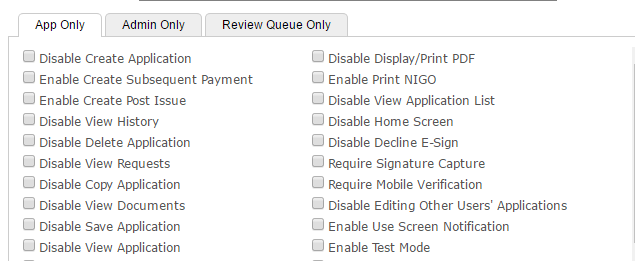 App Only
Admin Only
Review Queue Only
Disable Create Application
Enable Create Subsequent Payment
Enable Create Post Issue
Disable View History
Disable Delete Application
Disable View Requests
Disable Copy Application
Disable View Documents
Disable Save Application
Disable View Application
Disable Display/Print PDF
Enable Print NIGO
Disable View Application List
Disable Home Screen
Disable Decline E-Sign
Require Signature Capture
Require Mobile Verification
Disable Editing Other Users' Applications
Enable Use Screen Notification
Enable Test Mode